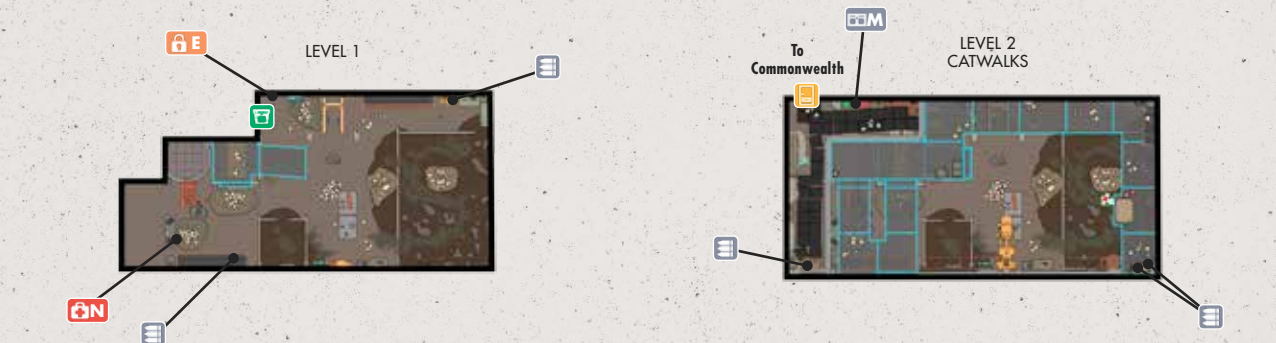 E
LEVEL 1
M
To
Commonwealth
LEVEL 2
CATWALKS
N